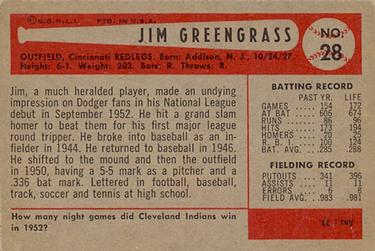 © U.G.H.L.I.
JIM GREENGRASS
NO. 28
OUTFIELD, Cincinnati REDLEGS. Born: Addison, N. J., 10/24/27.
Height: 6-1. Weight: 202. Bats: R. Throws: R.
Jim, a much heralded player, made an undying
impression on Dodger fans in his National League
debut in September 1952. He hit a grand slam
homer to beat them for his first major league
round tripper. He broke into baseball as an in-
fielder in 1944. He returned to baseball in 1946.
He shifted to the mound and then the outfield
in 1950, having a 5-5 mark as a pitcher and a
.336 bat mark. Lettered in football, baseball,
track, soccer and tennis at high school.
How many night games did Cleveland Indians win
in 1952?
BATTING RECORD
PAST YR. LIFE
GAMES 154 172
AT BAT 606 674
RUNS 86 96
HITS 173 194
HOMERS 20 25
R. B. I. 100 124
BAT. AVE. .285 .288
FIELDING RECORD
PUTOUTS 341 396
ASSISTS 11 11
ERRORS 6 8
FIELD AVG. .983 .981